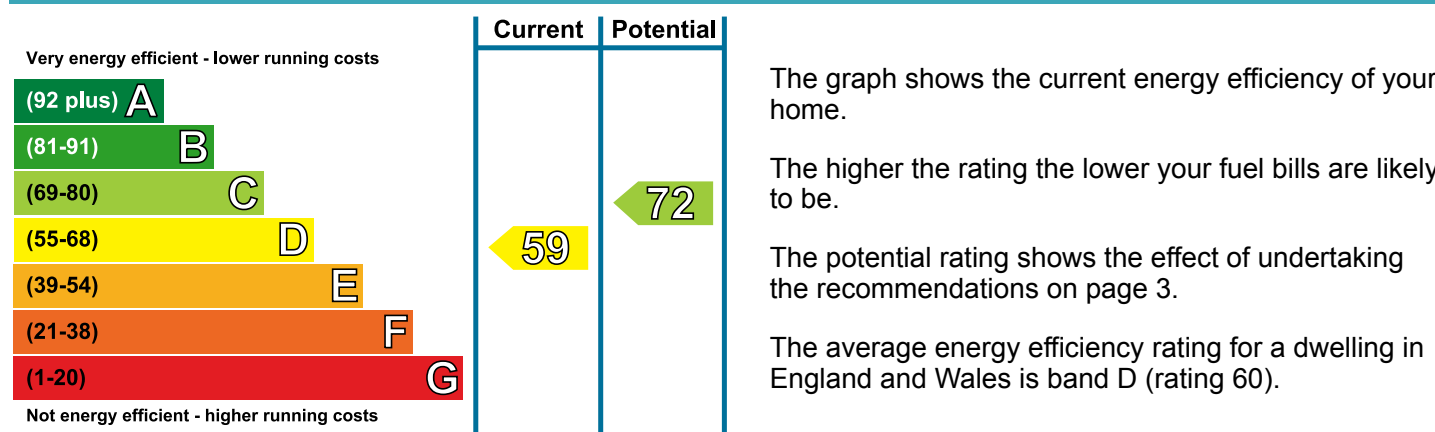 Current Potential
Very energy efficient - lower running costs
(92 plus) A
(81-91) B
(69-80) C
(55-68) D
(39-54) E
(21-38) F
(1-20) G
Not energy efficient - higher running costs
59
72
The graph shows the current energy efficiency of your
home.
The higher the rating the lower your fuel bills are likely
to be.
The potential rating shows the effect of undertaking
the recommendations on page 3.
The average energy efficiency rating for a dwelling in
England and Wales is band D (rating 60).